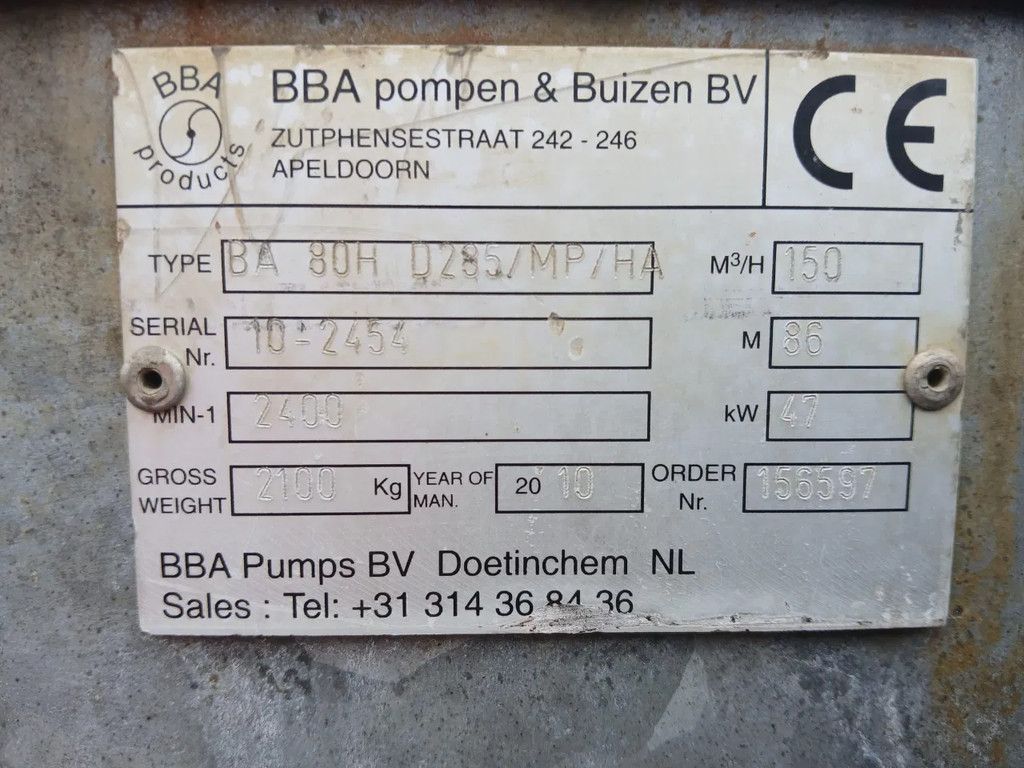 BBA
products
BBA pompen & Buizen BV
ZUTPHENSESTRAAT 242 - 246
APELDOORN
CE
TYPE BA 80H D285/MP/HA M³/H 150
SERIAL Nr. 10-2454 M 86
MIN-1 2400 kW 47
GROSS WEIGHT 2100 Kg YEAR OF MAN. 20 10 ORDER Nr. 156597
BBA Pumps BV Doetinchem NL
Sales : Tel: +31 314 36 84 36